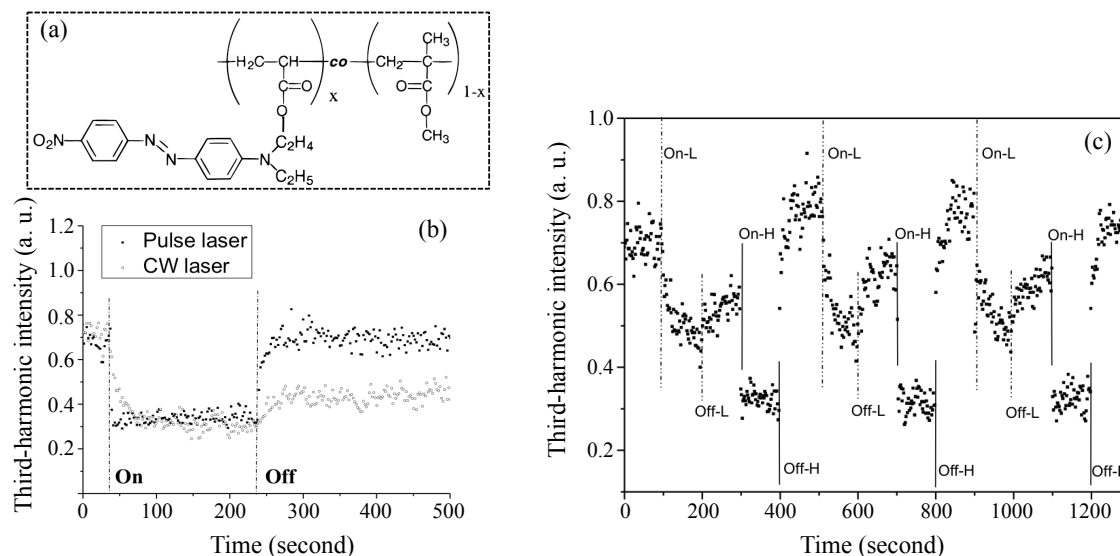 (a)
CH₃
H₂C
CH
co
CH₂
C
C
C
O
O
x
1-x
O
O
CH₃
C₂H₄
O₂N
N
N
N
C₂H₅
Third-harmonic intensity (a. u.)
1.2
1.0
0.8
0.6
0.4
0.2
(b)
Pulse laser
CW laser
On
Off
0
100
200
300
400
500
Time (second)
Third-harmonic intensity (a. u.)
1.0
0.8
0.6
0.4
0.2
(c)
On-L
On-L
On-L
On-H
On-H
On-H
Off-L
Off-L
Off-L
Off-H
Off-H
0
200
400
600
800
1000
1200
Time (second)